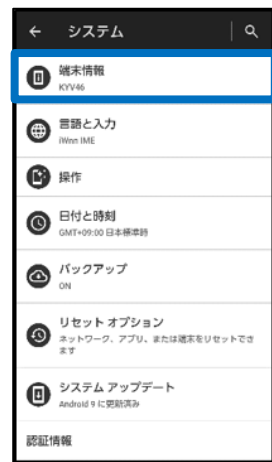 システム
端末情報
KYV46
言語と入力
iWnn IME
操作
日付と時刻
GMT+09:00 日本標準時
バックアップ
ON
リセット オプション
ネットワーク、アプリ、または端末をリセットでき
ます
システム アップデート
Android 9 に更新済み
認証情報